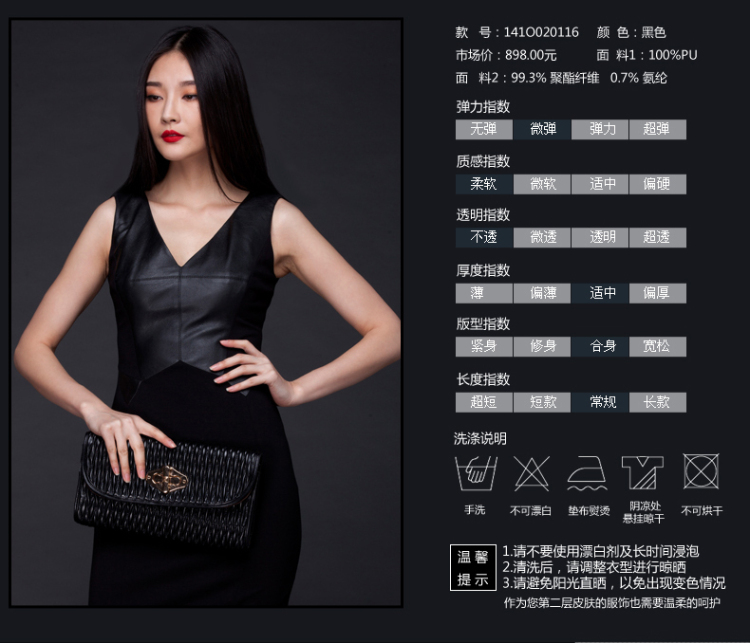 款 号：141O020116 颜 色：黑色
市场价：898.00元 面 料1：100%PU
面 料2：99.3% 聚酯纤维 0.7% 氨纶
弹力指数
无弹 微弹 弹力 超弹
质感指数
柔软 微软 适中 偏硬
透明指数
不透 微透 透明 超透
厚度指数
薄 偏薄 适中 偏厚
版型指数
紧身 修身 合身 宽松
长度指数
超短 短款 常规 长款
洗涤说明
手洗 不可漂白 垫布熨烫 阴凉处 不可烘干
悬挂晾干
温馨
提示
1.请不要使用漂白剂及长时间浸泡
2.清洗后，请调整衣型进行晾晒
3.请避免阳光直晒，以免出现变色情况
作为您第二层皮肤的服饰也需要温柔的呵护